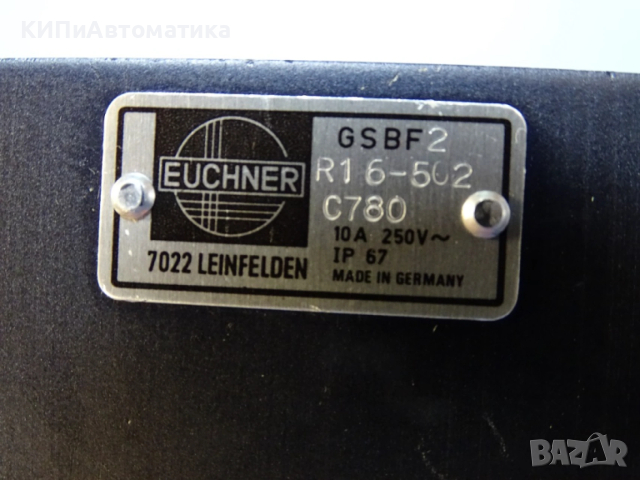 КИПиАвтоматика
EUCHNER
7022 LEINFELDEN
GSBF2
R16-502
C780
10A 250V~
IP 67
MADE IN GERMANY
BAZAR